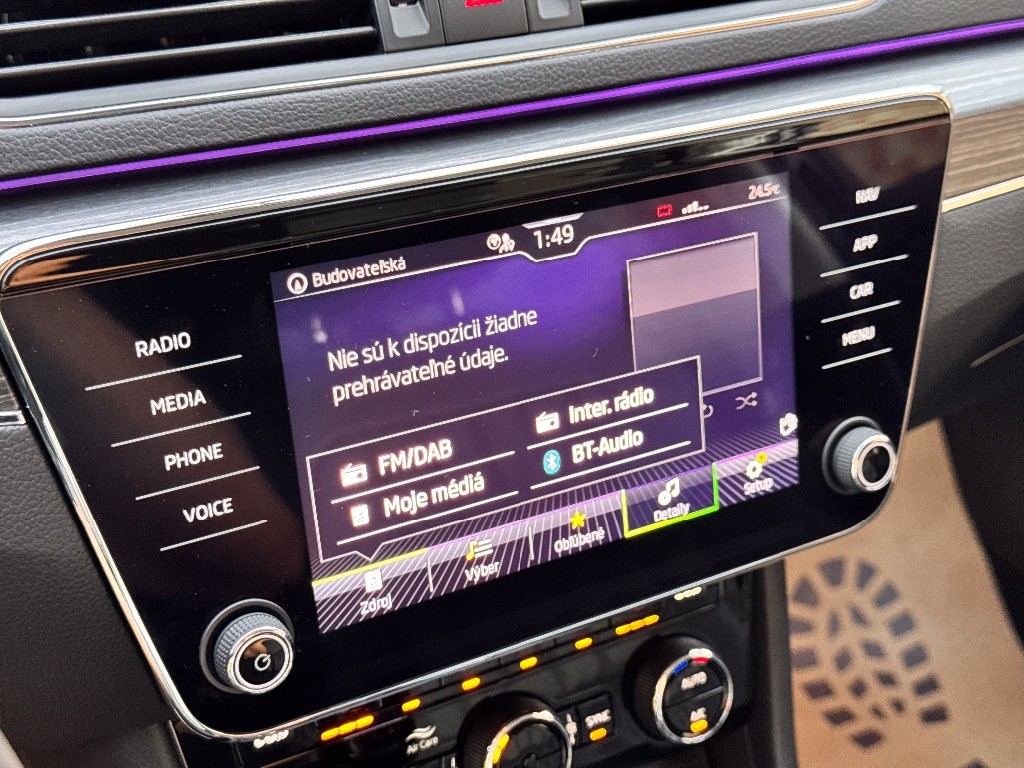 24.5°C
Budovateľská
1:49
NAV
APP
CAR
MENU
RADIO
MEDIA
PHONE
VOICE
Nie sú k dispozícii žiadne
prehrávateľné údaje.
FM/DAB
Inter. rádio
Moje médiá
BT-Audio
Zdroj
Výber
Obľúbené
Detaily
Setup
Air Care
SYNC
AUTO
A/C